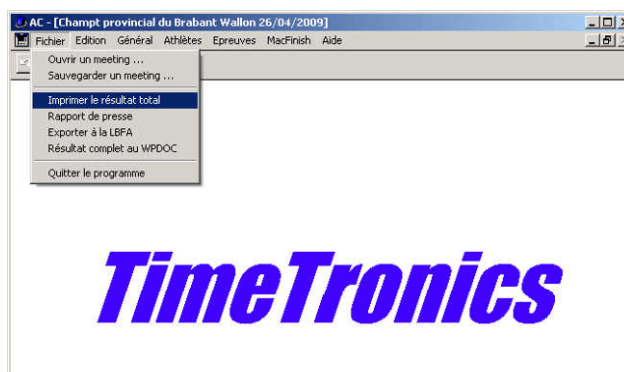 AC - [Champt provincial du Brabant Wallon 26/04/2009]
Fichier Edition Général Athlètes Epreuves MacFinish Aide
Ouvrir un meeting ...
Sauvegarder un meeting ...
Imprimer le résultat total
Rapport de presse
Exporter à la LBFA
Résultat complet au WPDOC
Quitter le programme
TimeTronics